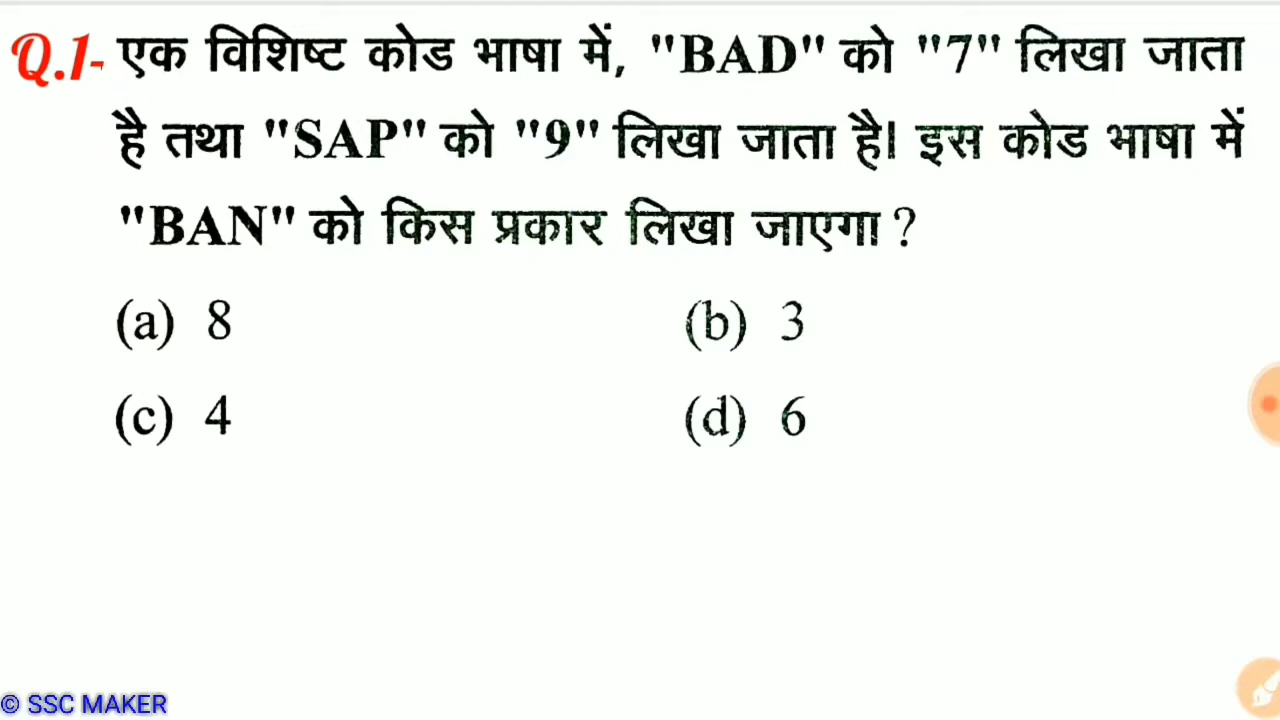 Q.1- एक विशिष्ट कोड भाषा में, "BAD" को "7" लिखा जाता
है तथा "SAP" को "9" लिखा जाता है। इस कोड भाषा में
"BAN" को किस प्रकार लिखा जाएगा ?
(a) 8 (b) 3
(c) 4 (d) 6
© SSC MAKER